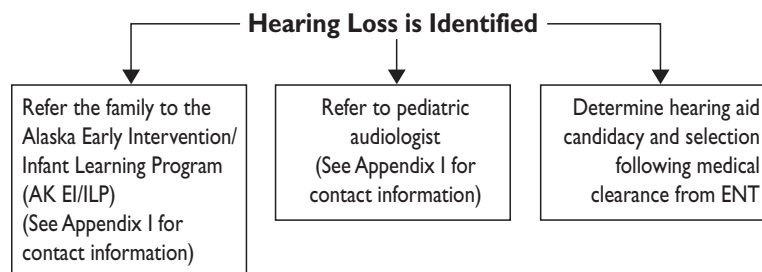 Hearing Loss is Identified
Refer the family to the
Alaska Early Intervention/
Infant Learning Program
(AK EI/ILP)
(See Appendix I for
contact information)
Refer to pediatric
audiologist
(See Appendix I for
contact information)
Determine hearing aid
candidacy and selection
following medical
clearance from ENT